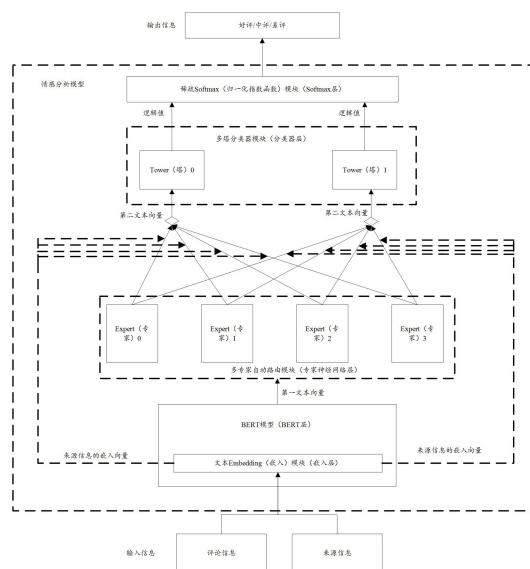 输出信息
好评/中评/差评
情感分析模型
稀疏Softmax（归一化指数函数）模块（Softmax层）
逻辑值
逻辑值
多塔分类器模块（分类器层）
Tower（塔）0
Tower（塔）1
第二文本向量
第二文本向量
Expert（专
家）0
Expert（专
家）1
Expert（专
家）2
Expert（专
家）3
多专家自动路由模块（专家神经网络层）
第一文本向量
BERT模型（BERT层）
来源信息的嵌入向量
来源信息的嵌入向量
文本Embedding（嵌入）模块（嵌入层）
输入信息
评论信息
来源信息